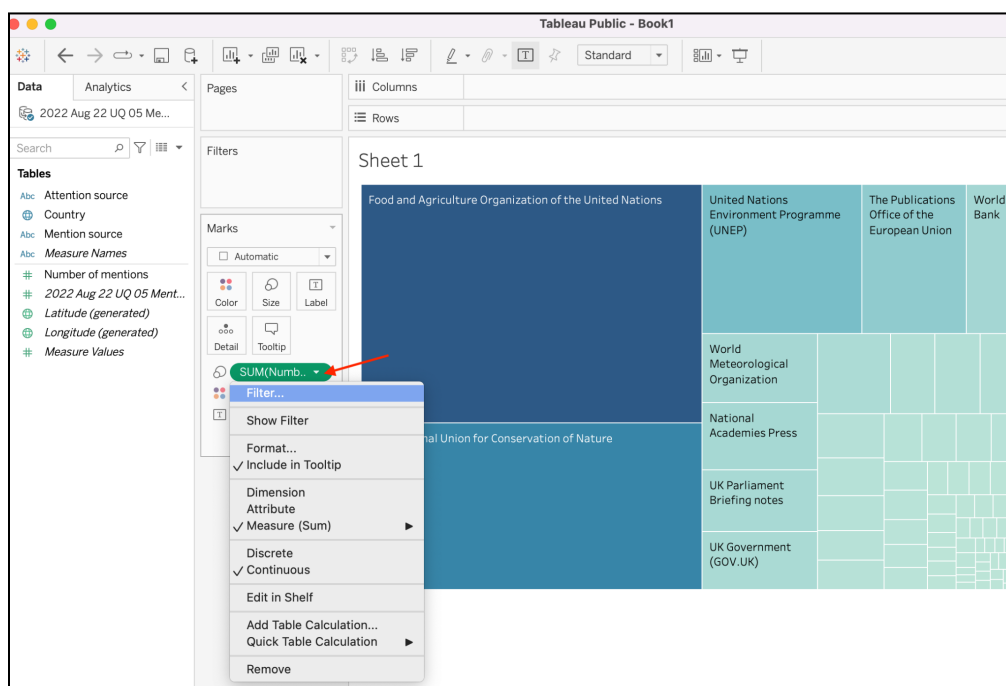 Tableau Public - Book1
Standard
Data
Analytics
Pages
Columns
2022 Aug 22 UQ 05 Me...
Rows
Search
Filters
Sheet 1
Tables
Abc Attention source
Country
Abc Mention source
Abc Measure Names
# Number of mentions
# 2022 Aug 22 UQ 05 Ment...
Latitude (generated)
Longitude (generated)
# Measure Values
Marks
Automatic
Color
Size
T
Label
Detail
Tooltip
SUM(Numb..
T
Filter...
Show Filter
Format...
✓ Include in Tooltip
Dimension
Attribute
✓ Measure (Sum)
Discrete
✓ Continuous
Edit in Shelf
Add Table Calculation...
Quick Table Calculation
Remove
Food and Agriculture Organization of the United Nations
United Nations
Environment Programme
(UNEP)
The Publications
Office of the
European Union
World
Bank
nal Union for Conservation of Nature
World
Meteorological
Organization
National
Academies Press
UK Parliament
Briefing notes
UK Government
(GOV.UK)